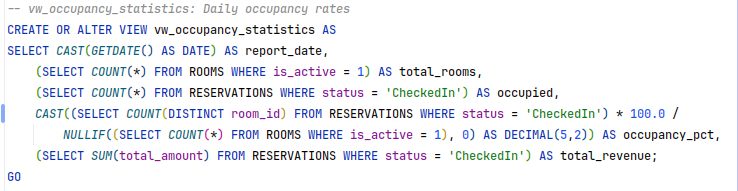 -- vw_occupancy_statistics: Daily occupancy rates
CREATE OR ALTER VIEW vw_occupancy_statistics AS
SELECT CAST(GETDATE() AS DATE) AS report_date,
    (SELECT COUNT(*) FROM ROOMS WHERE is_active = 1) AS total_rooms,
    (SELECT COUNT(*) FROM RESERVATIONS WHERE status = 'CheckedIn') AS occupied,
    CAST((SELECT COUNT(DISTINCT room_id) FROM RESERVATIONS WHERE status = 'CheckedIn') * 100.0 /
        NULLIF((SELECT COUNT(*) FROM ROOMS WHERE is_active = 1), 0) AS DECIMAL(5,2)) AS occupancy_pct,
    (SELECT SUM(total_amount) FROM RESERVATIONS WHERE status = 'CheckedIn') AS total_revenue;
GO